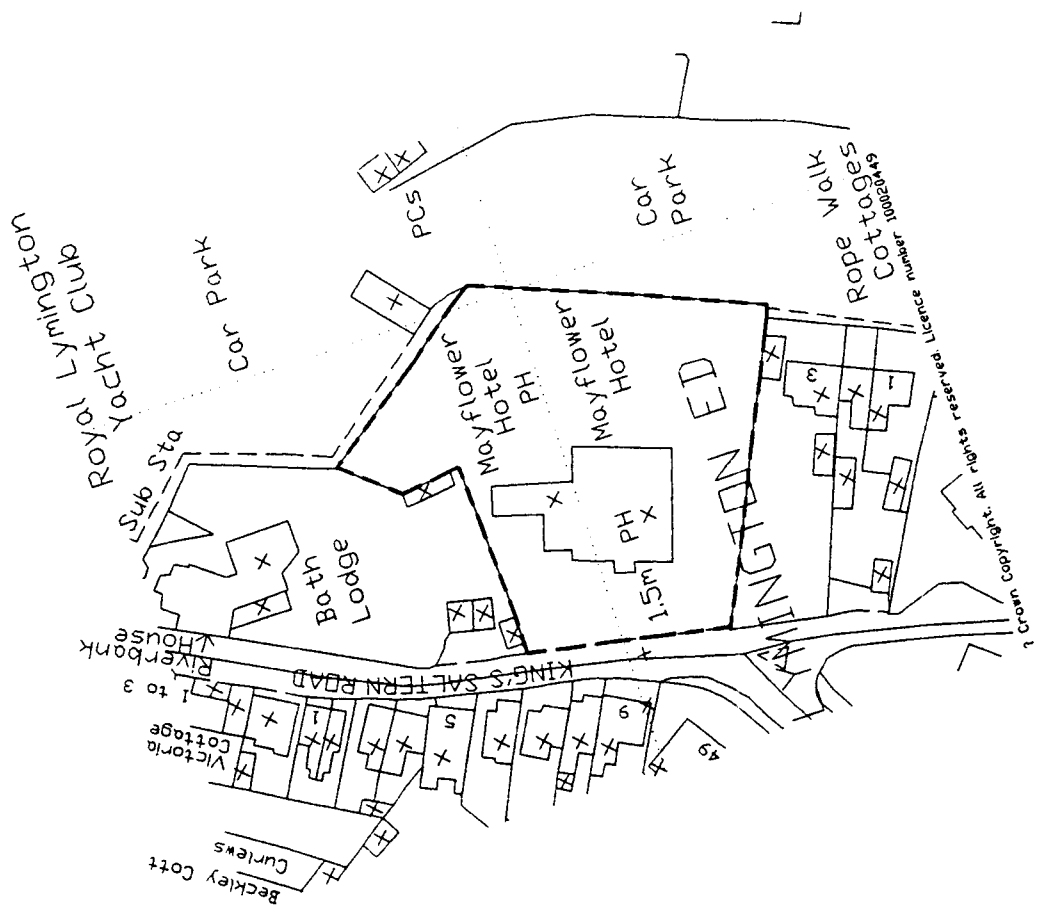 Royal Lymington
Yacht Club
Car Park
PCs
Car
Park
Rope Walk
Cottages
Sub Sta
Mayflower
Hotel
PH
Mayflower
Hotel
Bath
Lodge
PH
1.5m
LYMINGTON ED
3
1
KING'S SALTERN ROAD
Riverbank
House
1 to 3
Victoria
Cottage
1
5
9
49
Curlews
Beckley Cott
? Crown Copyright. All rights reserved. Licence number 100020449